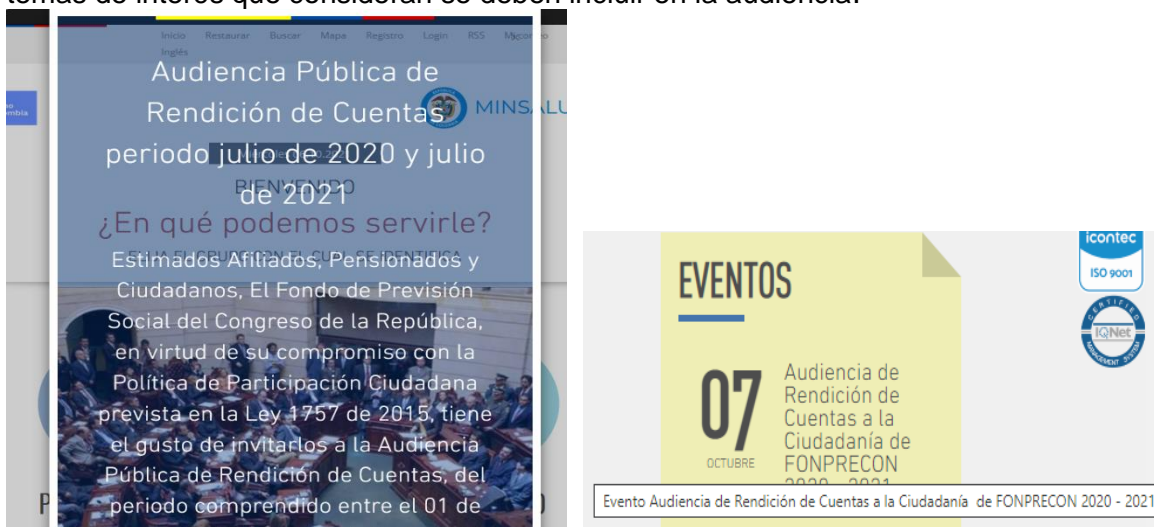 temas de interés que consideran se deben incluir en la audiencia.
Inicio Restaurar Buscar Mapa Registro Login RSS
Inglés
MINSALU
Audiencia Pública de
Rendición de Cuentas
periodo julio de 2020 y julio
de 2021
BIENVENIDO
¿En qué podemos servirle?
Estimados Afiliados, Pensionados y
Ciudadanos, El Fondo de Previsión
Social del Congreso de la República,
en virtud de su compromiso con la
Política de Participación Ciudadana
prevista en la Ley 1757 de 2015, tiene
el gusto de invitarlos a la Audiencia
Pública de Rendición de Cuentas, del
periodo comprendido entre el 01 de
EVENTOS
07
OCTUBRE
Audiencia de
Rendición de
Cuentas a la
Ciudadanía de
FONPRECON
2020 - 2021
Evento Audiencia de Rendición de Cuentas a la Ciudadanía de FONPRECON 2020 - 2021
icontec
ISO 9001
CERTIFIED
IQNet
MANAGEMENT SYSTEM